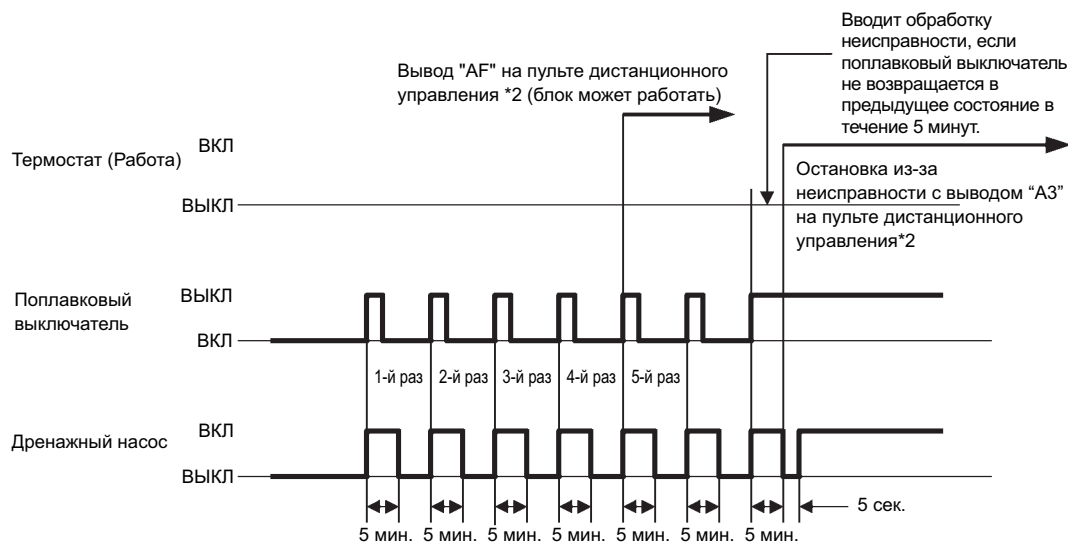 Вводит обработку
неисправности, если
поплавковый выключатель
не возвращается в
предыдущее состояние в
течение 5 минут.
Вывод "AF" на пульте дистанционного
управления *2 (блок может работать)
Термостат (Работа)
ВКЛ
ВЫКЛ
Остановка из-за
неисправности с выводом “A3”
на пульте дистанционного
управления*2
Поплавковый
выключатель
ВЫКЛ
ВКЛ
1-й раз 2-й раз 3-й раз 4-й раз 5-й раз
Дренажный насос
ВКЛ
ВЫКЛ
5 сек.
5 мин. 5 мин. 5 мин. 5 мин. 5 мин. 5 мин. 5 мин.